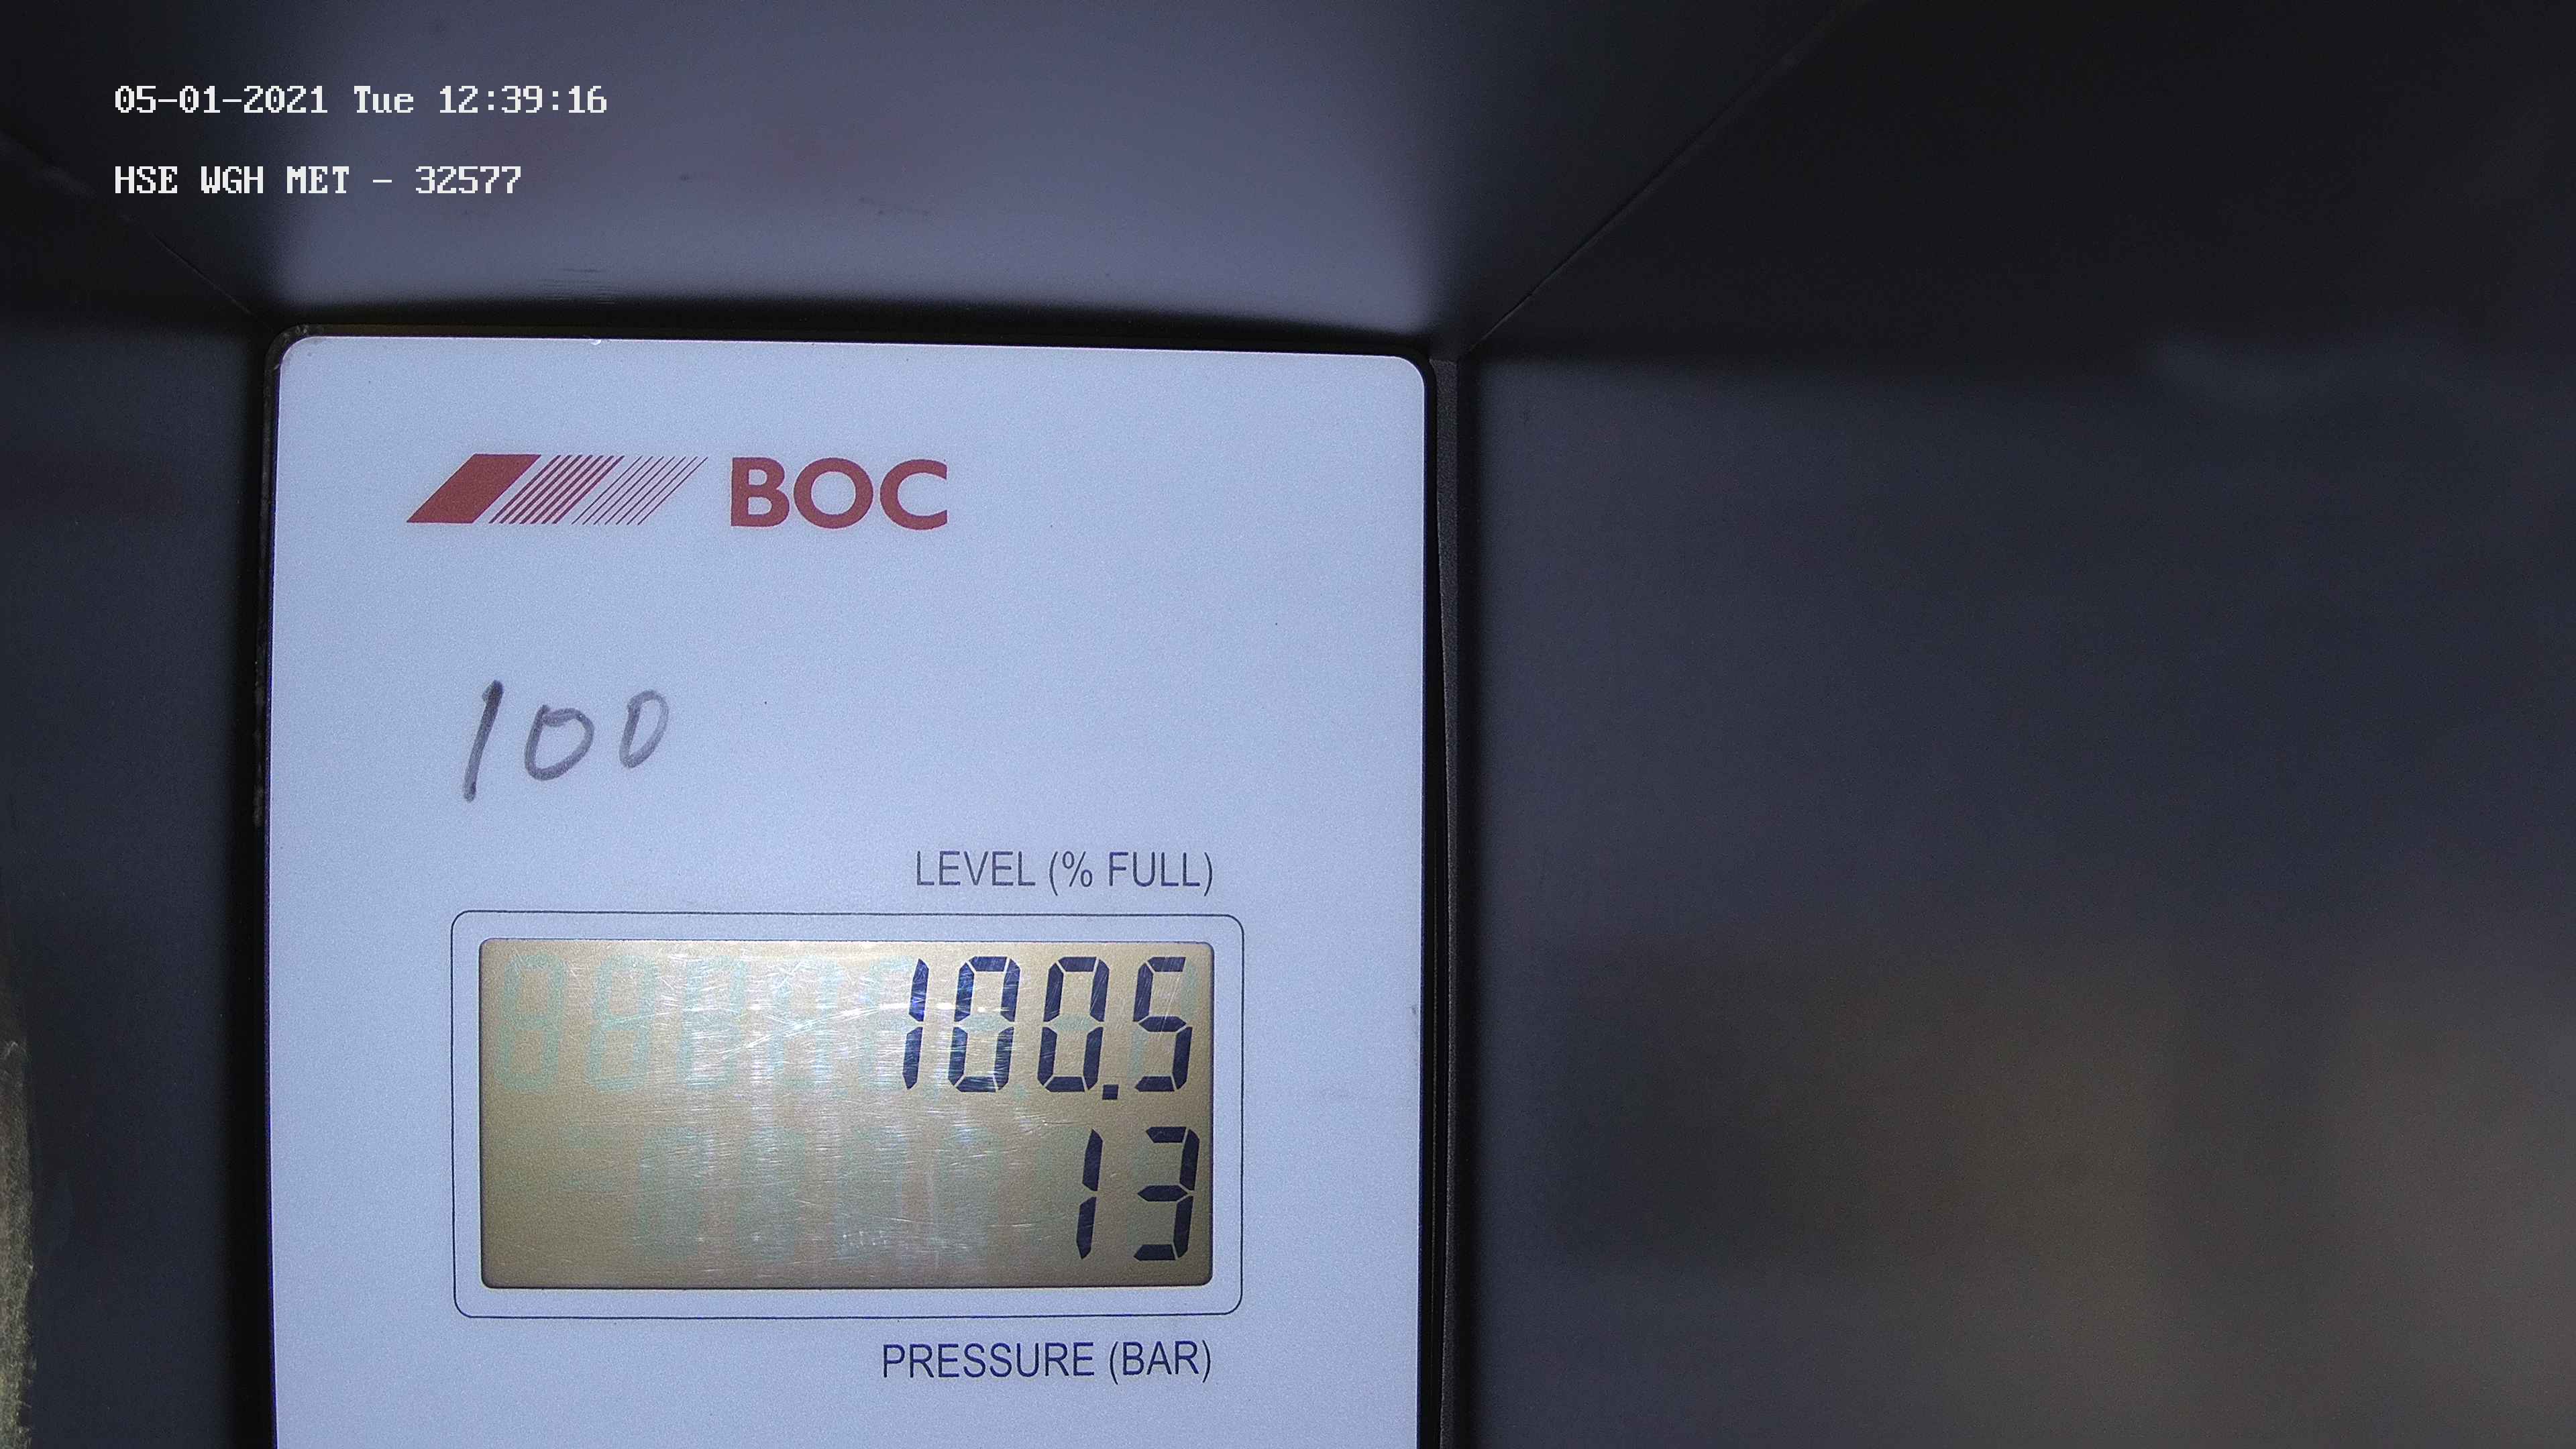 05-01-2021 Tue 12:39:16
HSE WGH MET - 32577
BOC
100
LEVEL (% FULL)
100.5
13
PRESSURE (BAR)